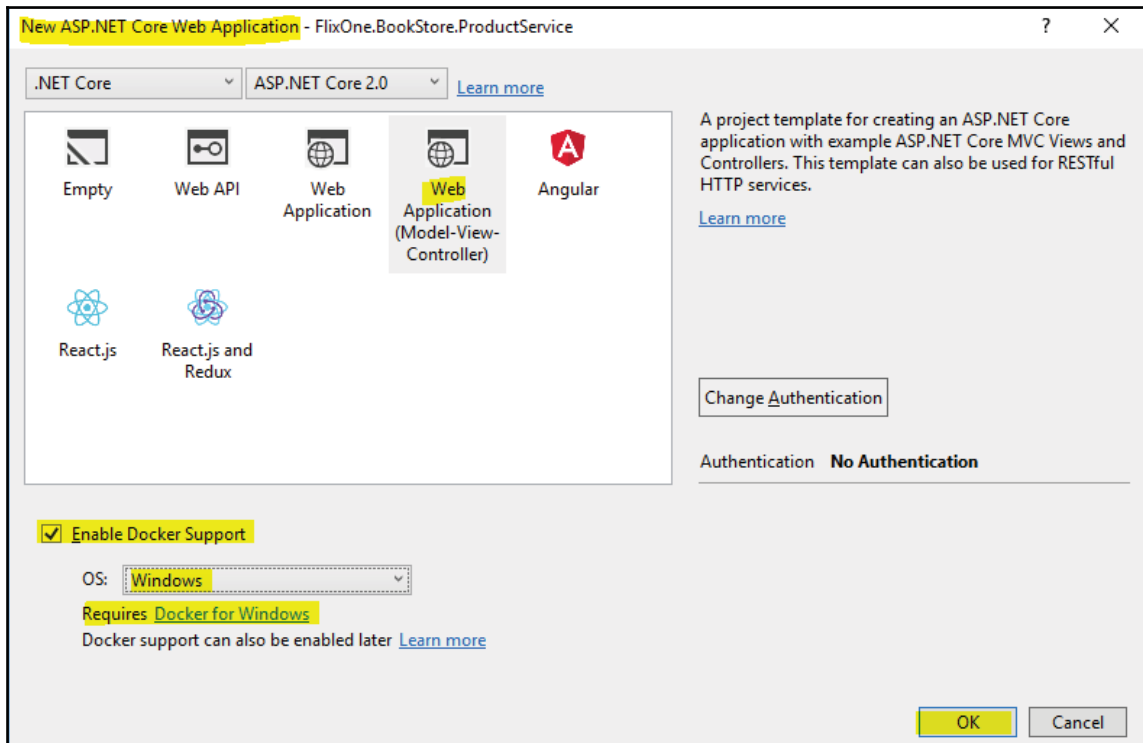 New ASP.NET Core Web Application - FlixOne.BookStore.ProductService
?
.NET Core
ASP.NET Core 2.0
Learn more
Empty
Web API
Web
Application
Web
Application
(Model-View-
Controller)
Angular
React.js
React.js and
Redux
A project template for creating an ASP.NET Core
application with example ASP.NET Core MVC Views and
Controllers. This template can also be used for RESTful
HTTP services.
Learn more
Change Authentication
Authentication No Authentication
Enable Docker Support
OS: Windows
Requires Docker for Windows
Docker support can also be enabled later Learn more
OK
Cancel